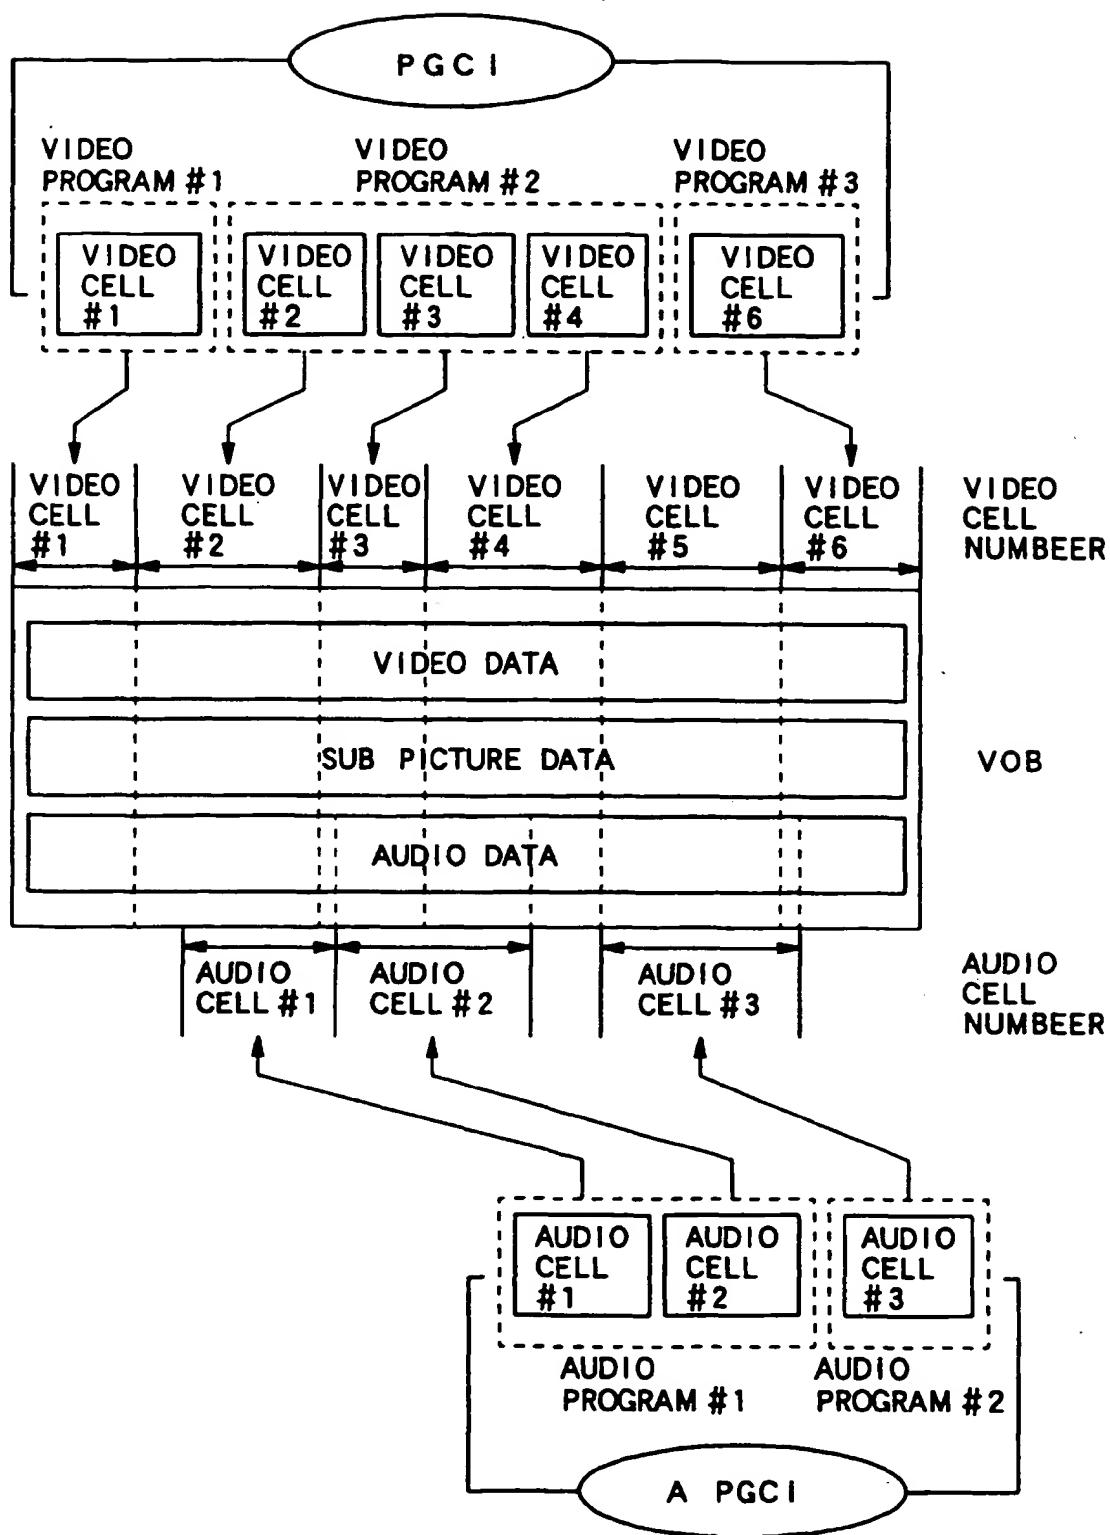 PGCI
VIDEO PROGRAM #1
VIDEO PROGRAM #2
VIDEO PROGRAM #3
VIDEO CELL #1
VIDEO CELL #2
VIDEO CELL #3
VIDEO CELL #4
VIDEO CELL #6
VIDEO CELL #1
VIDEO CELL #2
VIDEO CELL #3
VIDEO CELL #4
VIDEO CELL #5
VIDEO CELL #6
VIDEO CELL NUMBEER
VIDEO DATA
SUB PICTURE DATA
VOB
AUDIO DATA
AUDIO CELL #1
AUDIO CELL #2
AUDIO CELL #3
AUDIO CELL NUMBEER
AUDIO CELL #1
AUDIO CELL #2
AUDIO CELL #3
AUDIO PROGRAM #1
AUDIO PROGRAM #2
A PGCI